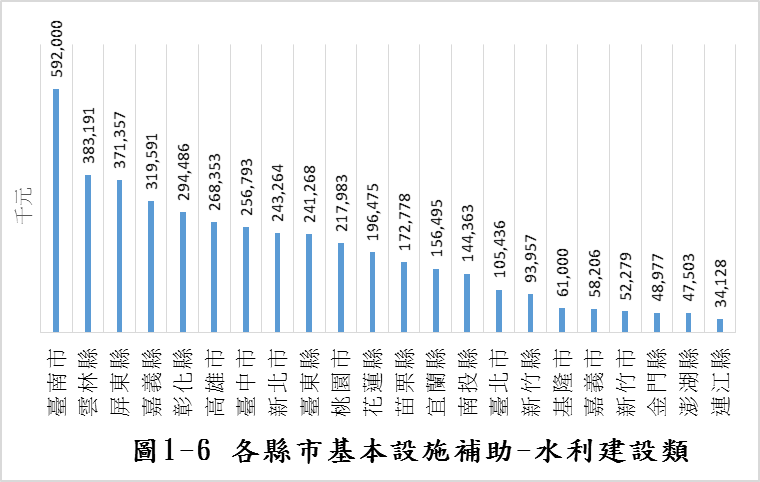 千元
592,000
383,191
371,357
319,591
294,486
268,353
256,793
243,264
241,268
217,983
196,475
172,778
156,495
144,363
105,436
93,957
61,000
58,206
52,279
48,977
47,503
34,128
臺南市
雲林縣
屏東縣
嘉義縣
彰化縣
高雄市
臺中市
新北市
臺東縣
桃園市
花蓮縣
苗栗縣
宜蘭縣
南投縣
臺北市
新竹縣
基隆市
嘉義市
新竹市
金門縣
澎湖縣
連江縣
圖1-6 各縣市基本設施補助-水利建設類